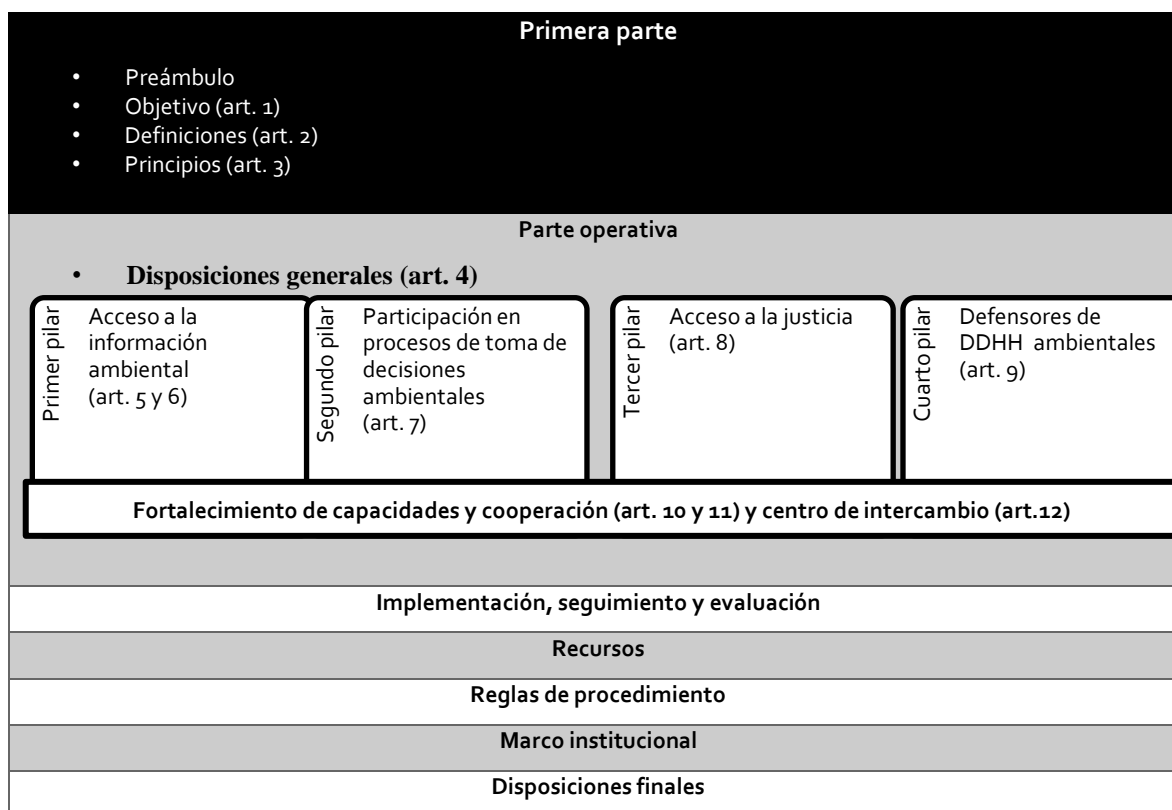 Primera parte
• Preámbulo
• Objetivo (art. 1)
• Definiciones (art. 2)
• Principios (art. 3)
Parte operativa
• Disposiciones generales (art. 4)
Primer pilar
Acceso a la
información
ambiental
(art. 5 y 6)
Segundo pilar
Participación en
procesos de toma de
decisiones
ambientales
(art. 7)
Tercer pilar
Acceso a la justicia
(art. 8)
Cuarto pilar
Defensores de
DDHH ambientales
(art. 9)
Fortalecimiento de capacidades y cooperación (art. 10 y 11) y centro de intercambio (art.12)
Implementación, seguimiento y evaluación
Recursos
Reglas de procedimiento
Marco institucional
Disposiciones finales